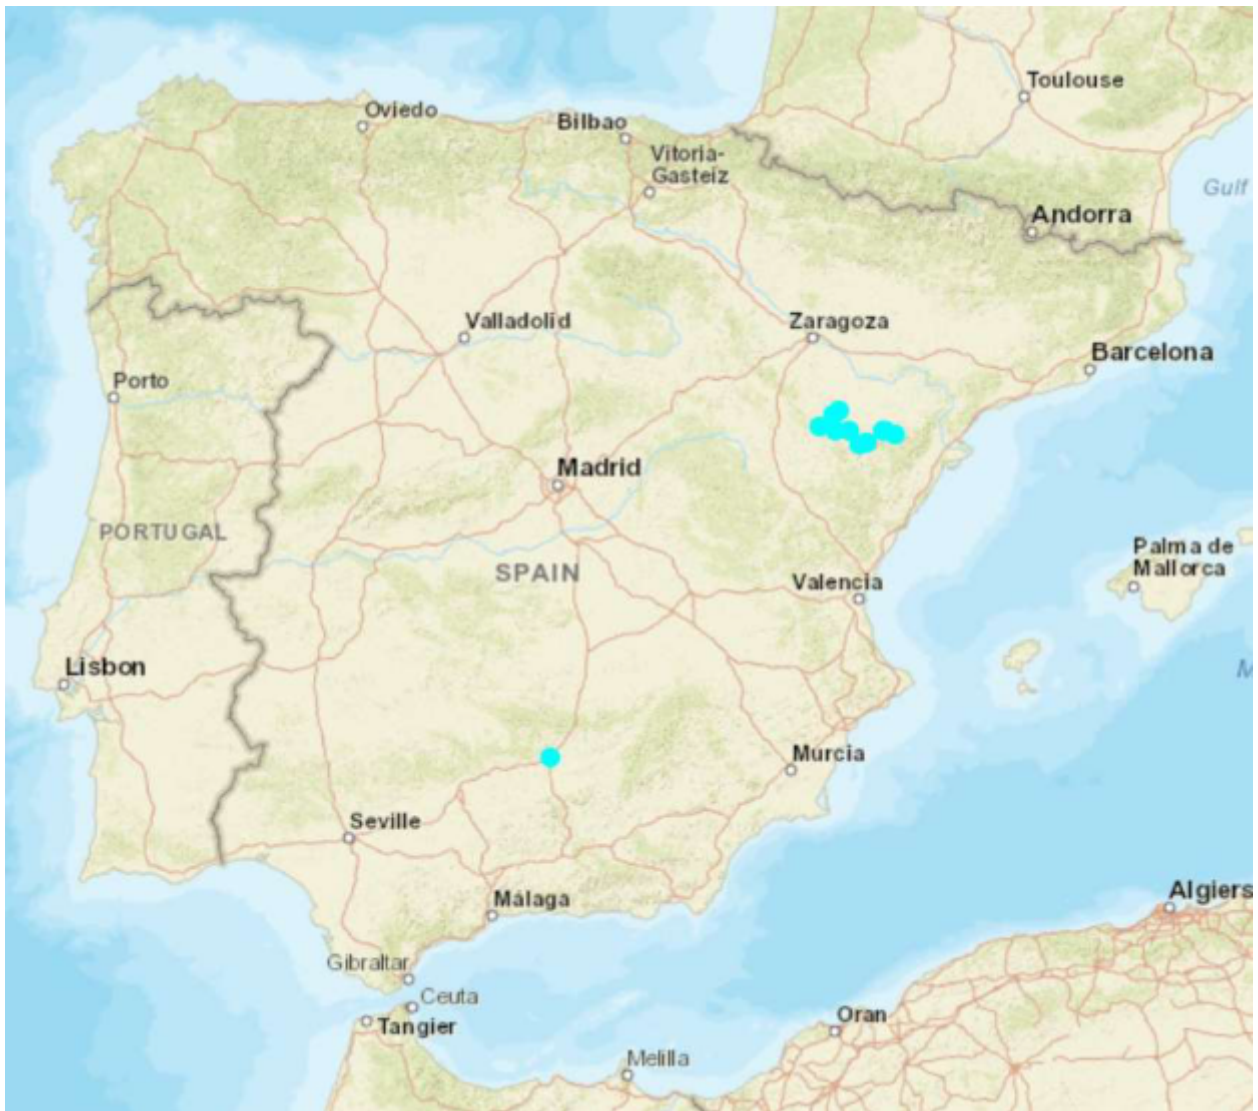 Toulouse
Oviedo
Bilbao
Vitoria-
Gasteiz
Gulf
Andorra
Valladolid
Zaragoza
Barcelona
Porto
Madrid
PORTUGAL
SPAIN
Palma de
Mallorca
Valencia
Lisbon
M
Murcia
Seville
Málaga
Algiers
Gibraltar
Ceuta
Tangier
Oran
Melilla